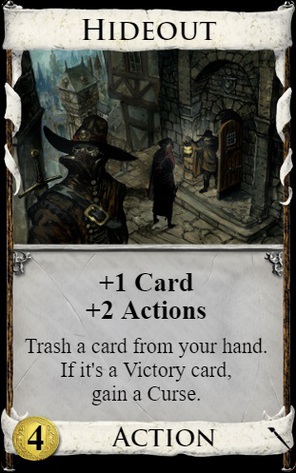 HIDEOUT
+1 Card
+2 Actions
Trash a card from your hand.
If it's a Victory card,
gain a Curse.
4
ACTION